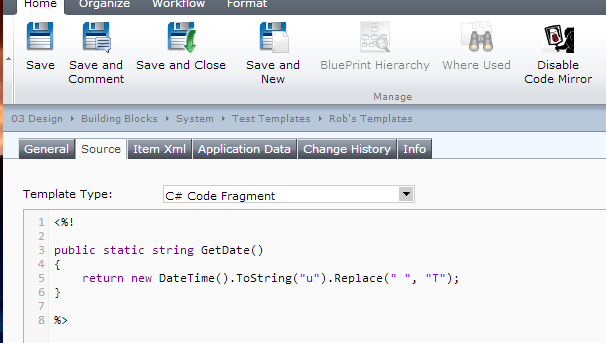 Home Organize Workflow Format
Save Save and Comment Save and Close Save and New BluePrint Hierarchy Where Used Disable Code Mirror
Manage
03 Design Building Blocks System Test Templates Rob's Templates
General Source Item Xml Application Data Change History Info
Template Type: C# Code Fragment
1 <%!
2
3 public static string GetDate()
4 {
5 return new DateTime().ToString("u").Replace(" ", "T");
6 }
7
8 %>